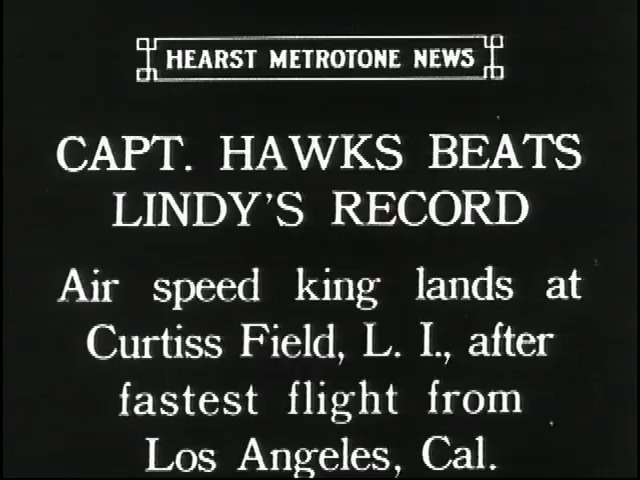 HEARST METROTONE NEWS
CAPT. HAWKS BEATS
LINDY'S RECORD
Air speed king lands at
Curtiss Field, L. I., after
fastest flight from
Los Angeles, Cal.